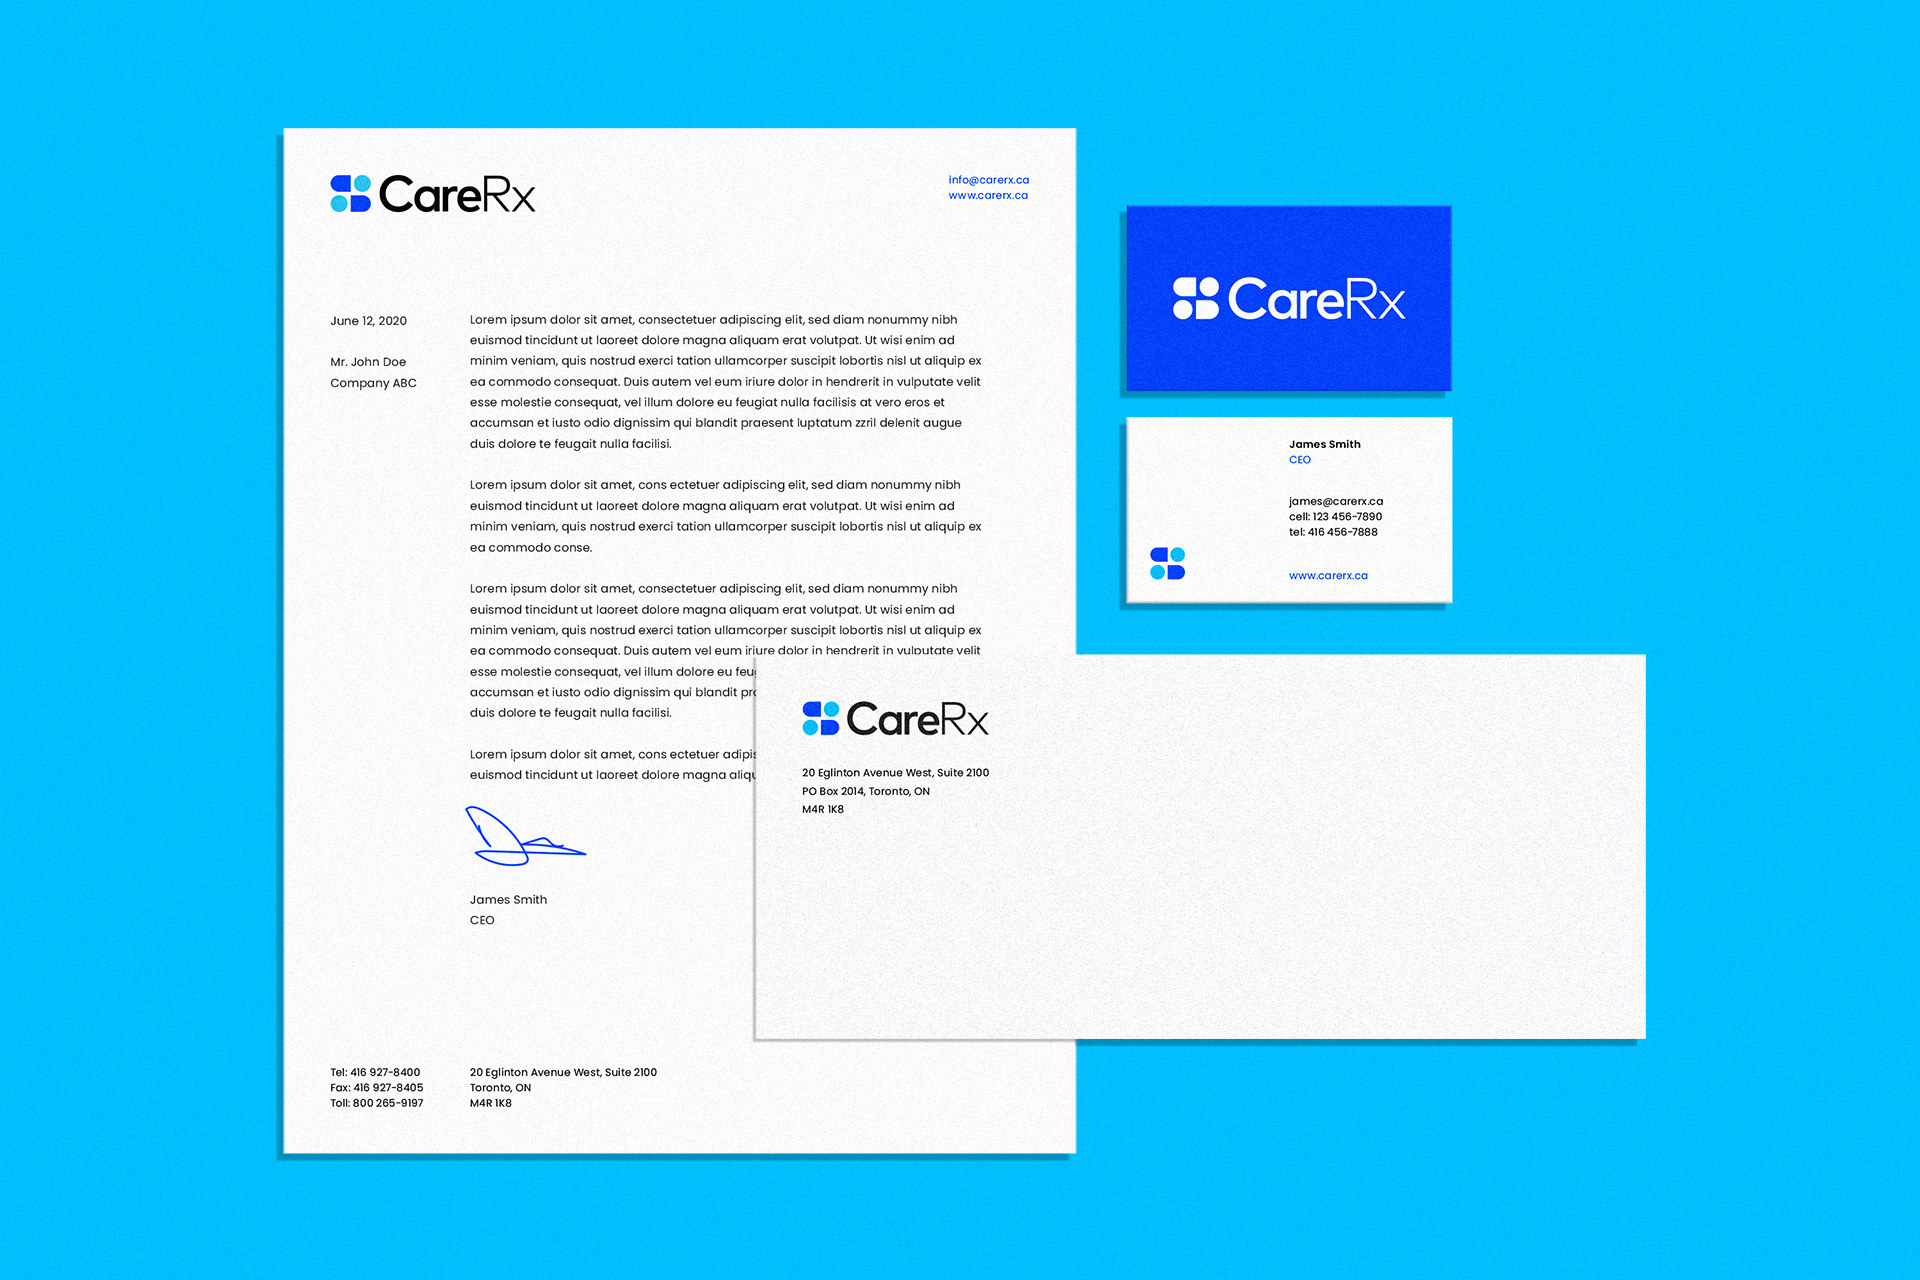 CareRx
info@carerx.ca
www.carerx.ca
June 12, 2020
Mr. John Doe
Company ABC
Lorem ipsum dolor sit amet, consectetuer adipiscing elit, sed diam nonummy nibh
euismod tincidunt ut laoreet dolore magna aliquam erat volutpat. Ut wisi enim ad
minim veniam, quis nostrud exerci tation ullamcorper suscipit lobortis nisl ut aliquip ex
ea commodo consequat. Duis autem vel eum iriure dolor in hendrerit in vulputate velit
esse molestie consequat, vel illum dolore eu feugiat nulla facilisis at vero eros et
accumsan et iusto odio dignissim qui blandit praesent luptatum zzril delenit augue
duis dolore te feugait nulla facilisi.
Lorem ipsum dolor sit amet, cons ectetuer adipiscing elit, sed diam nonummy nibh
euismod tincidunt ut laoreet dolore magna aliquam erat volutpat. Ut wisi enim ad
minim veniam, quis nostrud exerci tation ullamcorper suscipit lobortis nisl ut aliquip ex
ea commodo conse.
Lorem ipsum dolor sit amet, consectetuer adipiscing elit, sed diam nonummy nibh
euismod tincidunt ut laoreet dolore magna aliquam erat volutpat. Ut wisi enim ad
minim veniam, quis nostrud exerci tation ullamcorper suscipit lobortis nisl ut aliquip ex
ea commodo consequat. Duis autem vel eum iriure dolor in hendrerit in vulputate velit
esse molestie consequat, vel illum dolore eu
accumsan et iusto odio dignissim qui blandit
duis dolore te feugait nulla facilisi.
Lorem ipsum dolor sit amet, cons ectetuer
euismod tincidunt ut laoreet dolore magna
James Smith
CEO
Tel: 416 927-8400
Fax: 416 927-8405
Toll: 800 265-9197
20 Eglinton Avenue West, Suite 2100
Toronto, ON
M4R 1K8
CareRx
James Smith
CEO
james@carerx.ca
cell: 123 456-7890
tel: 416 456-7888
www.carerx.ca
CareRx
20 Eglinton Avenue West, Suite 2100
PO Box 2014, Toronto, ON
M4R 1K8